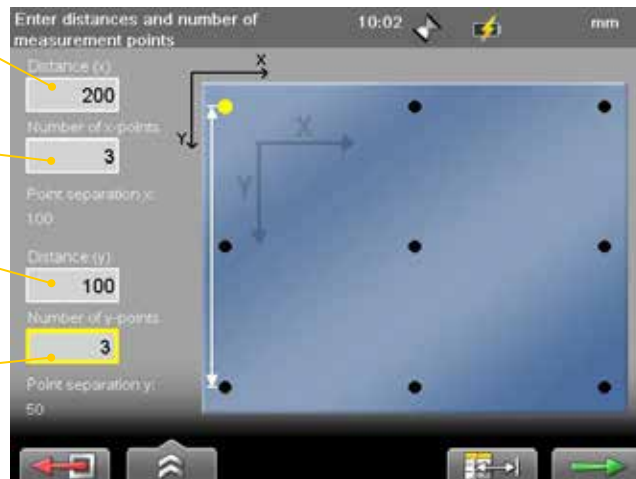 Enter distances and number of
measurement points
10:02
mm
Distance (x)
200
Number of x-points
3
Point separation x:
100
Distance (y)
100
Number of y-points
3
Point separation y:
50
X
Y
X
Y